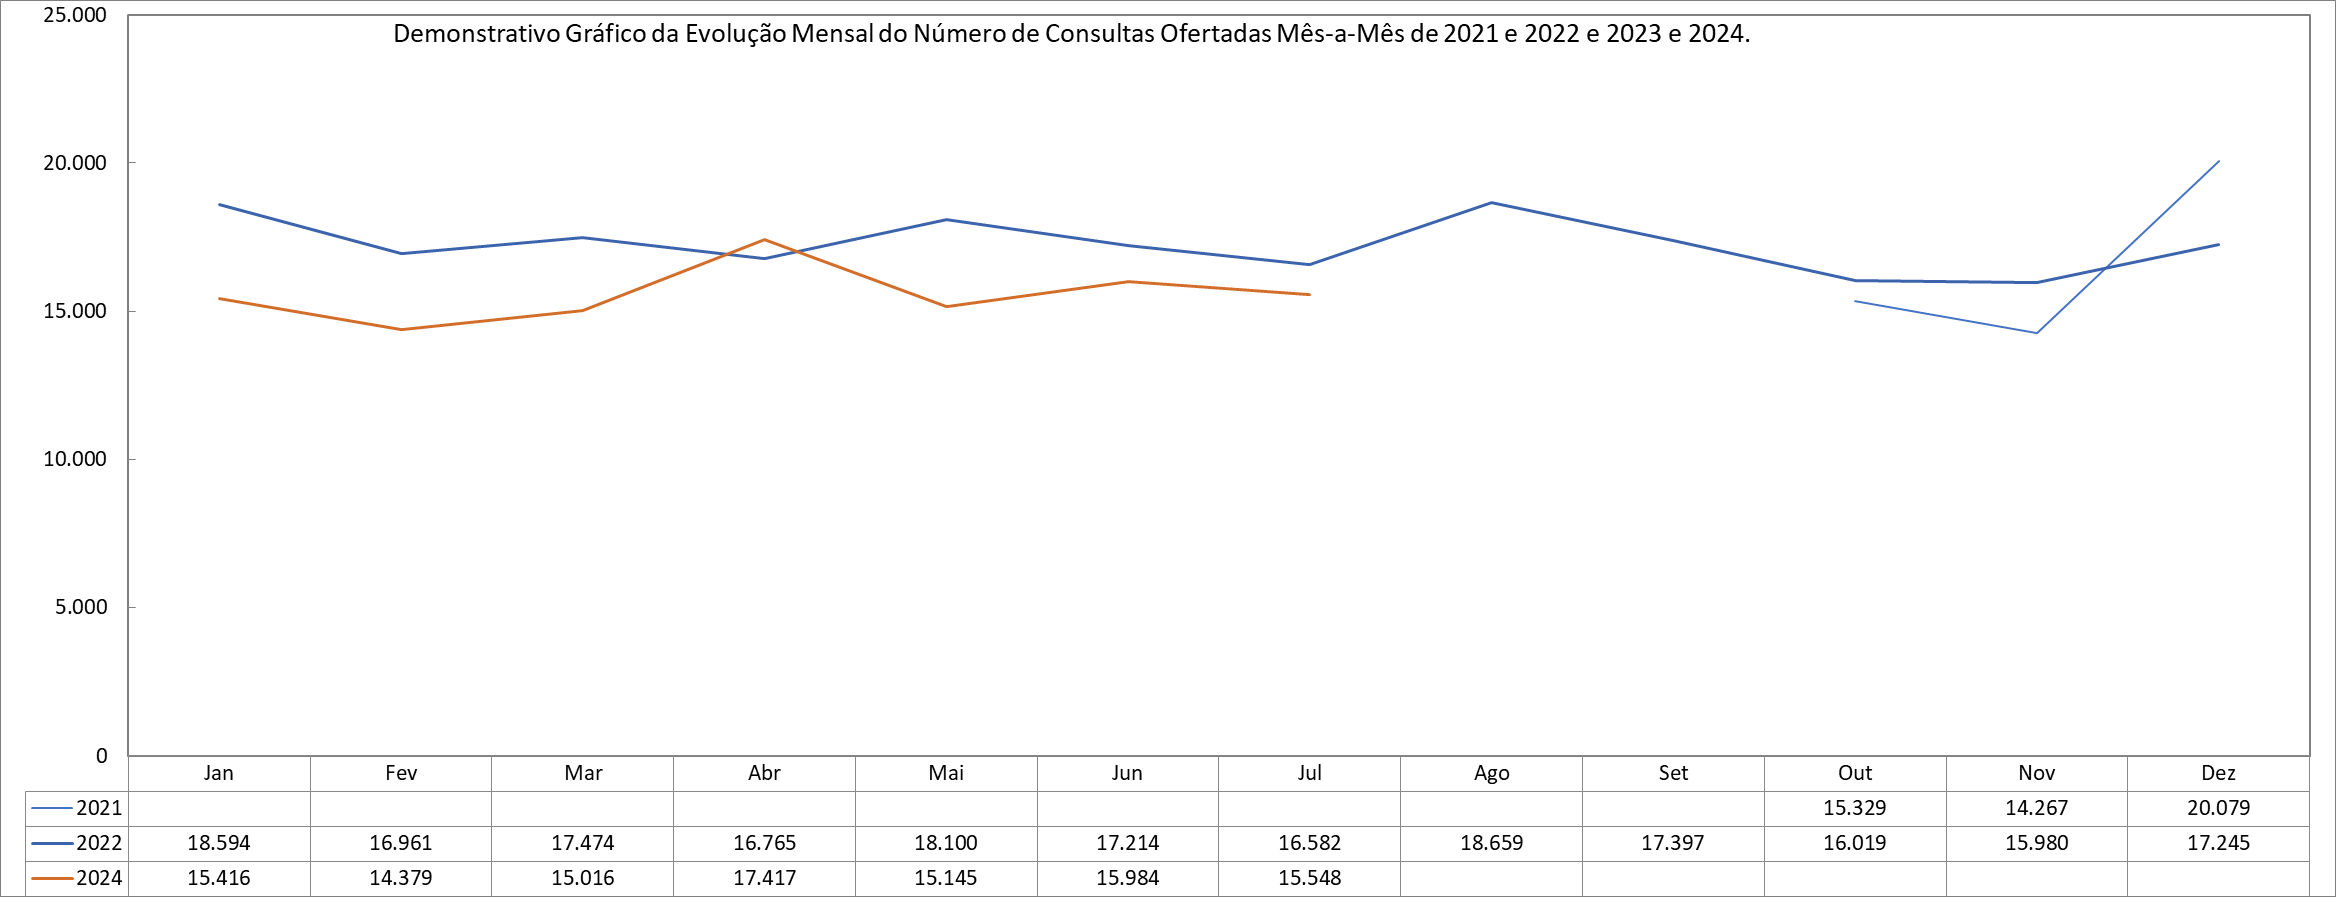 Demonstrativo Gráfico da Evolução Mensal do Número de Consultas Ofertadas Mês-a-Mês de 2021 e 2022 e 2023 e 2024.
25.000
20.000
15.000
10.000
5.000
0
Jan Fev Mar Abr Mai Jun Jul Ago Set Out Nov Dez
2021 15.329 14.267 20.079
2022 18.594 16.961 17.474 16.765 18.100 17.214 16.582 18.659 17.397 16.019 15.980 17.245
2024 15.416 14.379 15.016 17.417 15.145 15.984 15.548